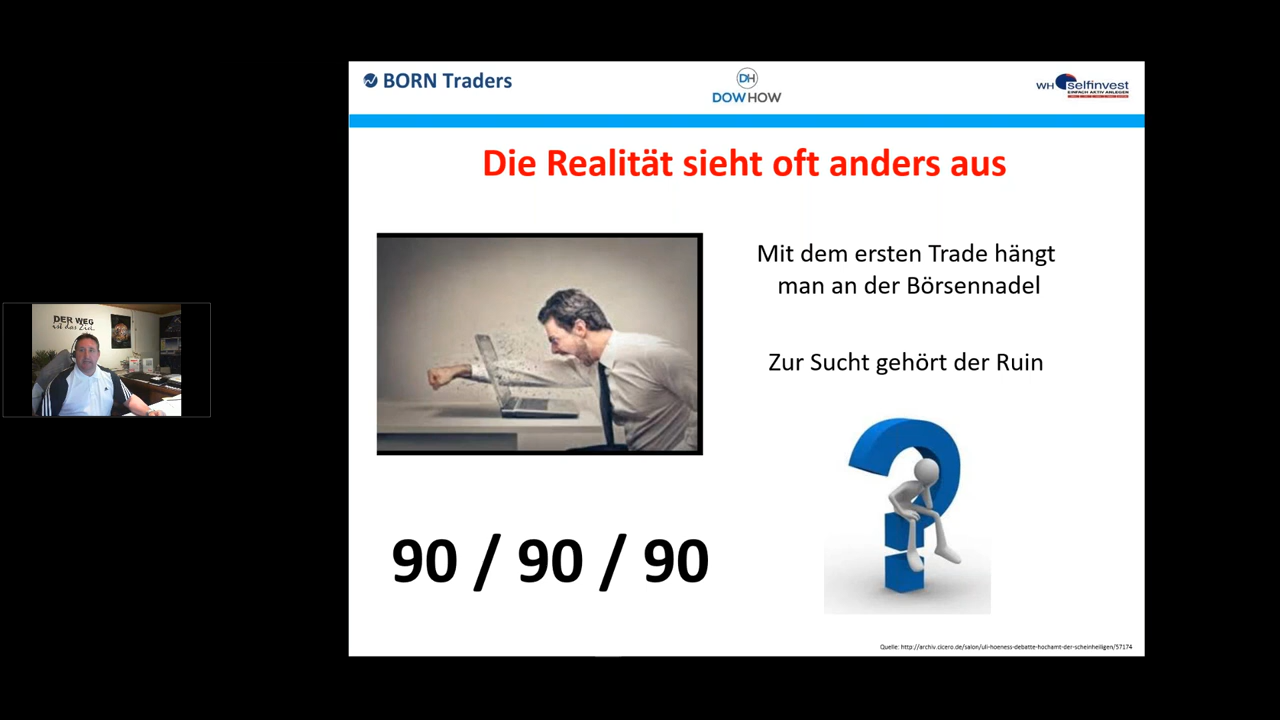 BORN Traders
DH
DOWHOW
WH selfinvest
EINFACH AKTIV ANLEGEN
Die Realität sieht oft anders aus
Mit dem ersten Trade hängt
man an der Börsennadel
Zur Sucht gehört der Ruin
DER WEG
ist das Ziel.
90 / 90 / 90
Quelle: http://archiv.cicero.de/salon/uli-hoeness-debatte-hochamt-der-scheinheiligen/57174